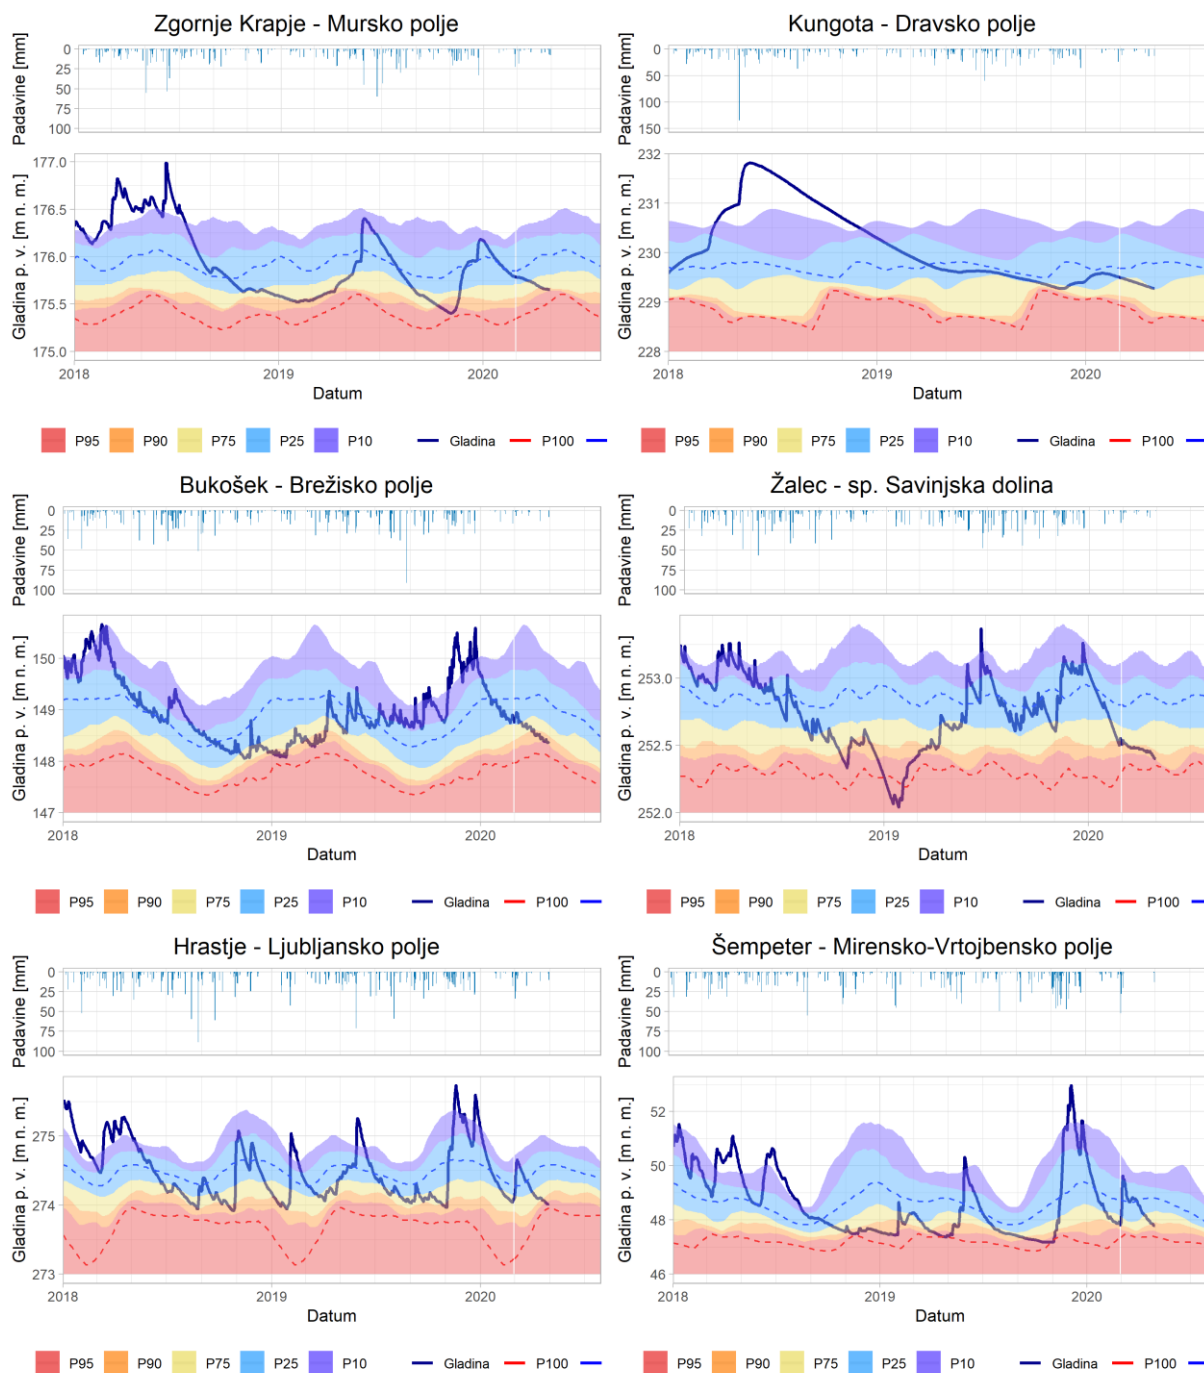 Zgornje Krapje - Mursko polje
Padavine [mm]
0
25
50
75
100
Gladina p. v. [m n. m.]
177.0
176.5
176.0
175.5
175.0
2018
2019
2020
Datum
P95
P90
P75
P25
P10
Gladina
P100
Kungota - Dravsko polje
Padavine [mm]
0
50
100
150
Gladina p. v. [m n. m.]
232
231
230
229
228
2018
2019
2020
Datum
P95
P90
P75
P25
P10
Gladina
P100
Bukošek - Brežisko polje
Padavine [mm]
0
25
50
75
100
Gladina p. v. [m n. m.]
150
149
148
147
2018
2019
2020
Datum
P95
P90
P75
P25
P10
Gladina
P100
Žalec - sp. Savinjska dolina
Padavine [mm]
0
25
50
75
100
Gladina p. v. [m n. m.]
253.0
252.5
252.0
2018
2019
2020
Datum
P95
P90
P75
P25
P10
Gladina
P100
Hrastje - Ljubljansko polje
Padavine [mm]
0
25
50
75
100
Gladina p. v. [m n. m.]
275
274
273
2018
2019
2020
Datum
P95
P90
P75
P25
P10
Gladina
P100
Šempeter - Mirensko-Vrtojbensko polje
Padavine [mm]
0
25
50
75
100
Gladina p. v. [m n. m.]
52
50
48
46
2018
2019
2020
Datum
P95
P90
P75
P25
P10
Gladina
P100